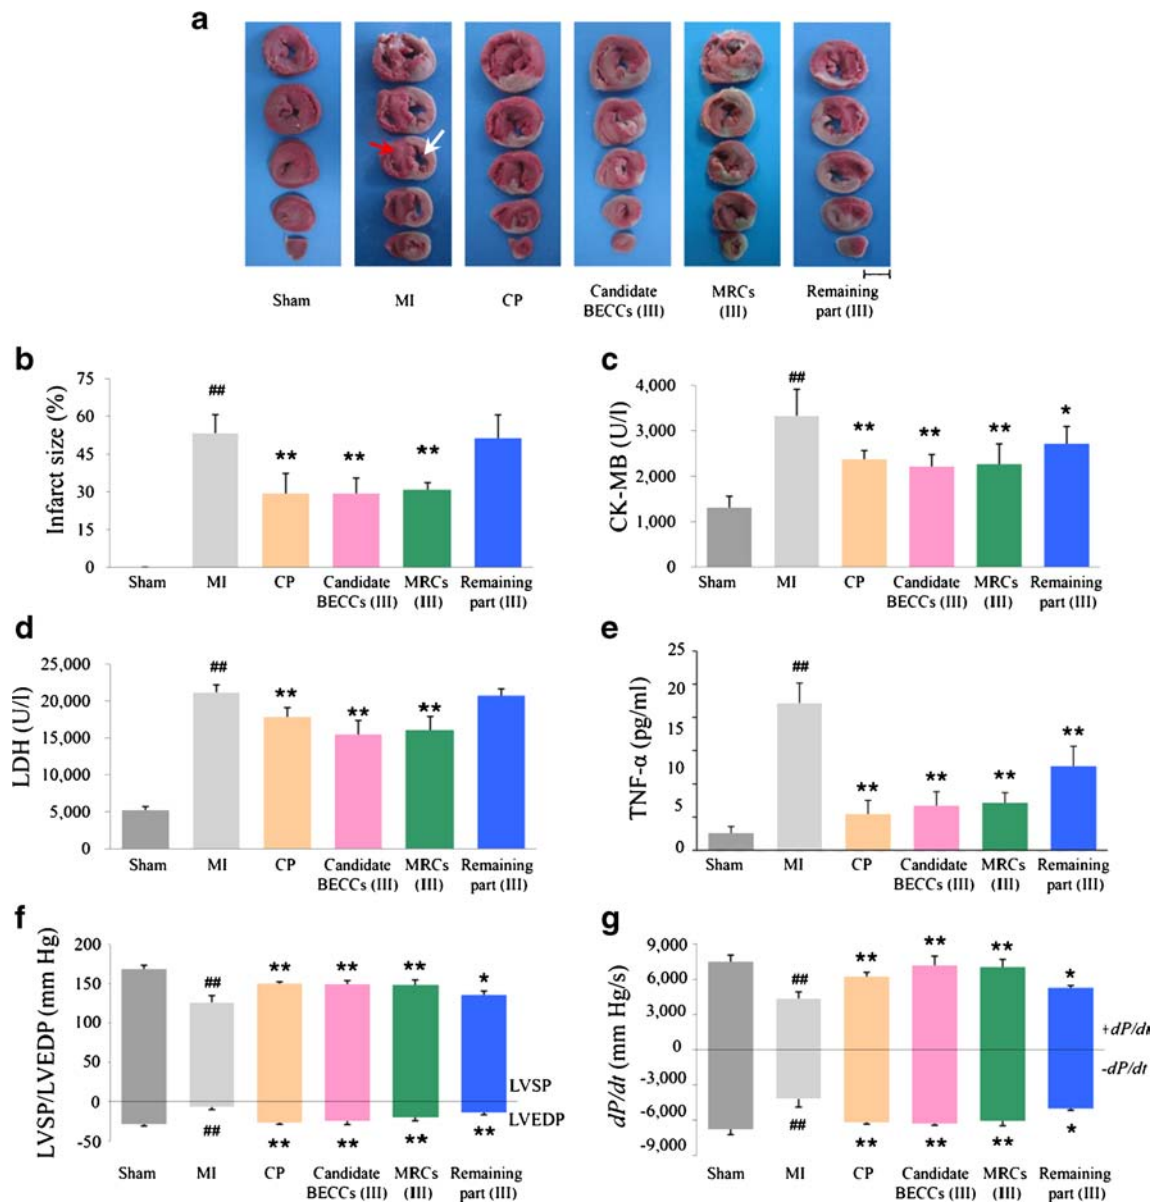 a
Sham
MI
CP
Candidate
BECCs (III)
MRCs
(III)
Remaining
part (III)
b
Infarct size (%)
75
60
45
30
15
0
##
**
**
**
Sham
MI
CP
Candidate
BECCs (III)
MRCs
(III)
Remaining
part (III)
c
CK-MB (U/l)
4,000
3,000
2,000
1,000
0
##
**
**
**
*
Sham
MI
CP
Candidate
BECCs (III)
MRCs
(III)
Remaining
part (III)
d
LDH (U/l)
25,000
20,000
15,000
10,000
5,000
0
##
**
**
**
Sham
MI
CP
Candidate
BECCs (III)
MRCs
(III)
Remaining
part (III)
e
TNF-α (pg/ml)
25
20
15
10
5
0
##
**
**
**
**
Sham
MI
CP
Candidate
BECCs (III)
MRCs
(III)
Remaining
part (III)
f
LVSP/LVEDP (mm Hg)
200
150
100
50
0
-50
##
**
**
**
*
LVSP
LVEDP
##
**
**
**
**
Sham
MI
CP
Candidate
BECCs (III)
MRCs
(III)
Remaining
part (III)
g
dP/dt (mm Hg/s)
9,000
6,000
3,000
0
-3,000
-6,000
-9,000
##
**
**
**
*
-dP/dt
##
**
**
**
*
Sham
MI
CP
Candidate
BECCs (III)
MRCs
(III)
Remaining
part (III)